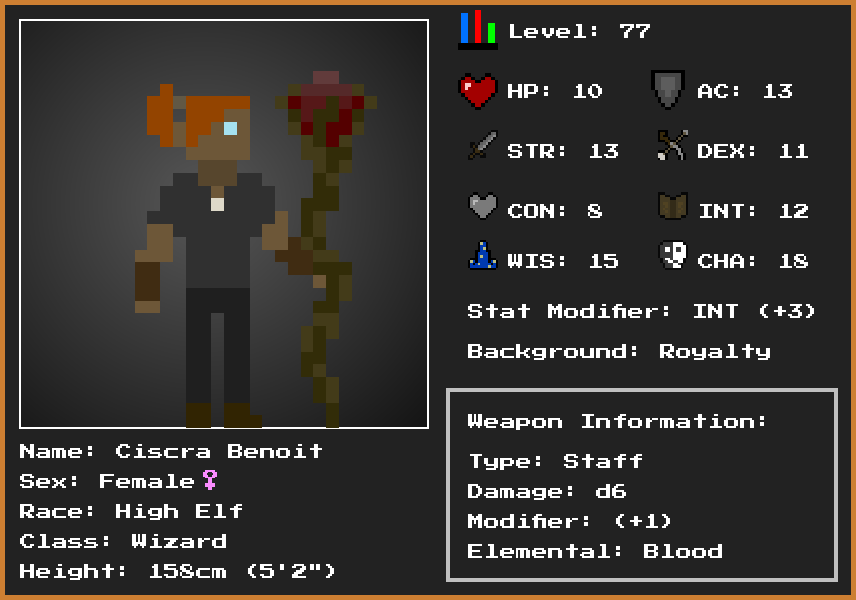 Level: 77
HP: 10 AC: 13
STR: 13 DEX: 11
CON: 8 INT: 12
WIS: 15 CHA: 18
Stat Modifier: INT (+3)
Background: Royalty
Weapon Information:
Type: Staff
Damage: d6
Modifier: (+1)
Elemental: Blood
Name: Ciscra Benoit
Sex: Female♀
Race: High Elf
Class: Wizard
Height: 158cm (5'2")